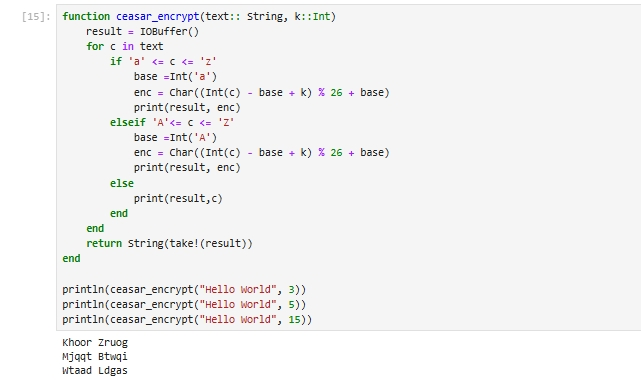 [15]: function ceasar_encrypt(text:: String, k::Int)
    result = IOBuffer()
    for c in text
        if 'a' <= c <= 'z'
            base =Int('a')
            enc = Char((Int(c) - base + k) % 26 + base)
            print(result, enc)
        elseif 'A'<= c <= 'Z'
            base =Int('A')
            enc = Char((Int(c) - base + k) % 26 + base)
            print(result, enc)
        else
            print(result,c)
        end
    end
    return String(take!(result))
end

println(ceasar_encrypt("Hello World", 3))
println(ceasar_encrypt("Hello World", 5))
println(ceasar_encrypt("Hello World", 15))
Khoor Zruog
Mjqqt Btwqi
Wtaad Ldgas